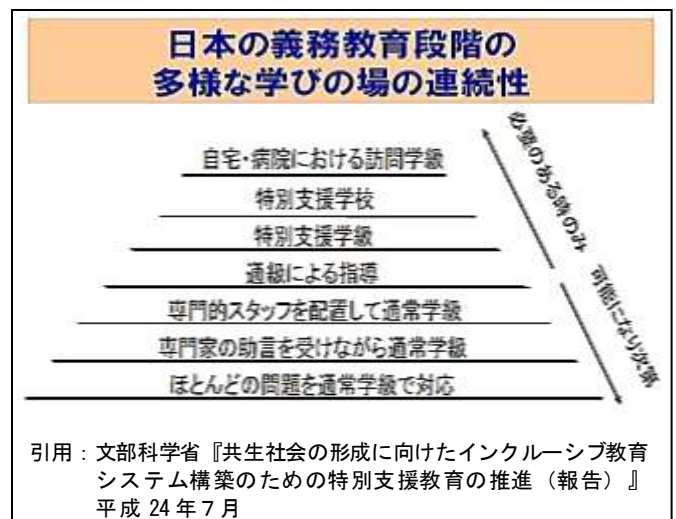 日本の義務教育段階の
多様な学びの場の連続性
自宅・病院における訪問学級
特別支援学校
特別支援学級
通級による指導
専門的スタッフを配置して通常学級
専門家の助言を受けながら通常学級
ほとんどの問題を通常学級で対応
必要のある時のみ
可能になり次第
引用：文部科学省『共生社会の形成に向けたインクルーシブ教育
システム構築のための特別支援教育の推進（報告）』
平成 24 年７月